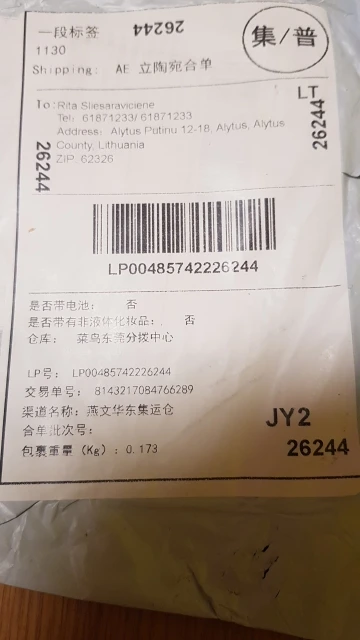 一段标签
26244
集/普
1130
Shipping: AE 立陶宛合单
LT
To: Rita Sliesaraviciene
Tel: 61871233/ 61871233
Address: Alytus Putinu 12-18, Alytus, Alytus
County, Lithuania
ZIP: 62326
26244
26244
LP00485742226244
是否带电池: 否
是否带有非液体化妆品: 否
仓库: 菜鸟东莞分拨中心
LP号: LP00485742226244
交易单号: 8143217084766289
渠道名称: 燕文华东集运仓
合单批次号:
包裹重量 (Kg) : 0.173
JY2
26244